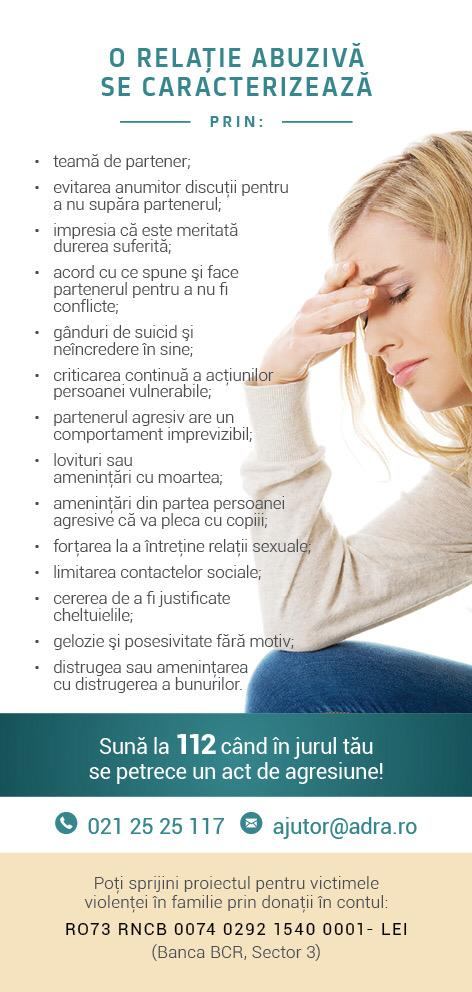 O RELAȚIE ABUZIVĂ
SE CARACTERIZEAZĂ
PRIN:
• teamă de partener;
• evitarea anumitor discuții pentru
a nu supăra partenerul;
• impresia că este meritată
durerea suferită;
• acord cu ce spune şi face
partenerul pentru a nu fi
conflicte;
• gânduri de suicid şi
neîncredere în sine;
• criticarea continuă a acțiunilor
persoanei vulnerabile;
• partenerul agresiv are un
comportament imprevizibil;
• lovituri sau
amenințări cu moartea;
• amenințări din partea persoanei
agresive că va pleca cu copiii;
• forțarea la a întreține relații sexuale;
• limitarea contactelor sociale;
• cererea de a fi justificate
cheltuielile;
• gelozie şi posesivitate fără motiv;
• distrugea sau amenințarea
cu distrugerea a bunurilor.
Sună la 112 când în jurul tău
se petrece un act de agresiune!
021 25 25 117 ajutor@adra.ro
Poți sprijini proiectul pentru victimele
violenței în familie prin donații în contul:
RO73 RNCB 0074 0292 1540 0001- LEI
(Banca BCR, Sector 3)